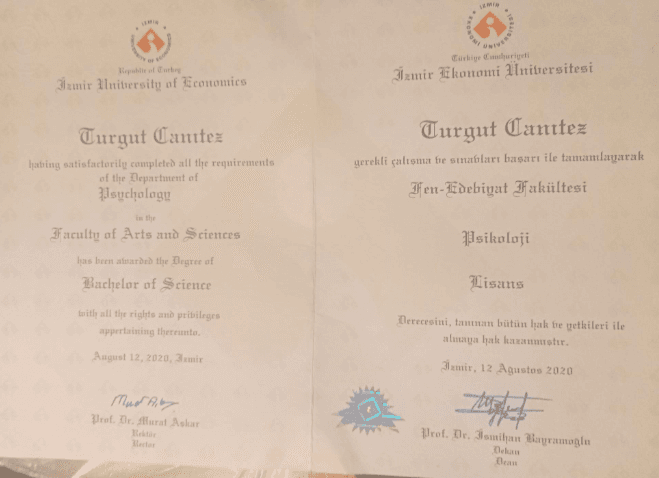 Republic of Turkey
İzmir University of Economics
Turgut Canıtez
having satisfactorily completed all the requirements
of the Department of
Psychology
in the
Faculty of Arts and Sciences
has been awarded the Degree of
Bachelor of Science
with all the rights and privileges
appertaining thereunto.
August 12, 2020, İzmir
Prof. Dr. Murat Aşkar
Rektör
Rector
Türkiye Cumhuriyeti
İzmir Ekonomi Üniversitesi
Turgut Canıtez
gerekli çalışma ve sınavları başarı ile tamamlayarak
Fen-Edebiyat Fakültesi
Psikoloji
Lisans
Derecesini, tanınan bütün hak ve yetkileri ile
almaya hak kazanmıştır.
İzmir, 12 Ağustos 2020
Prof. Dr. İsmihan Bayramoğlu
Dekan
Dean